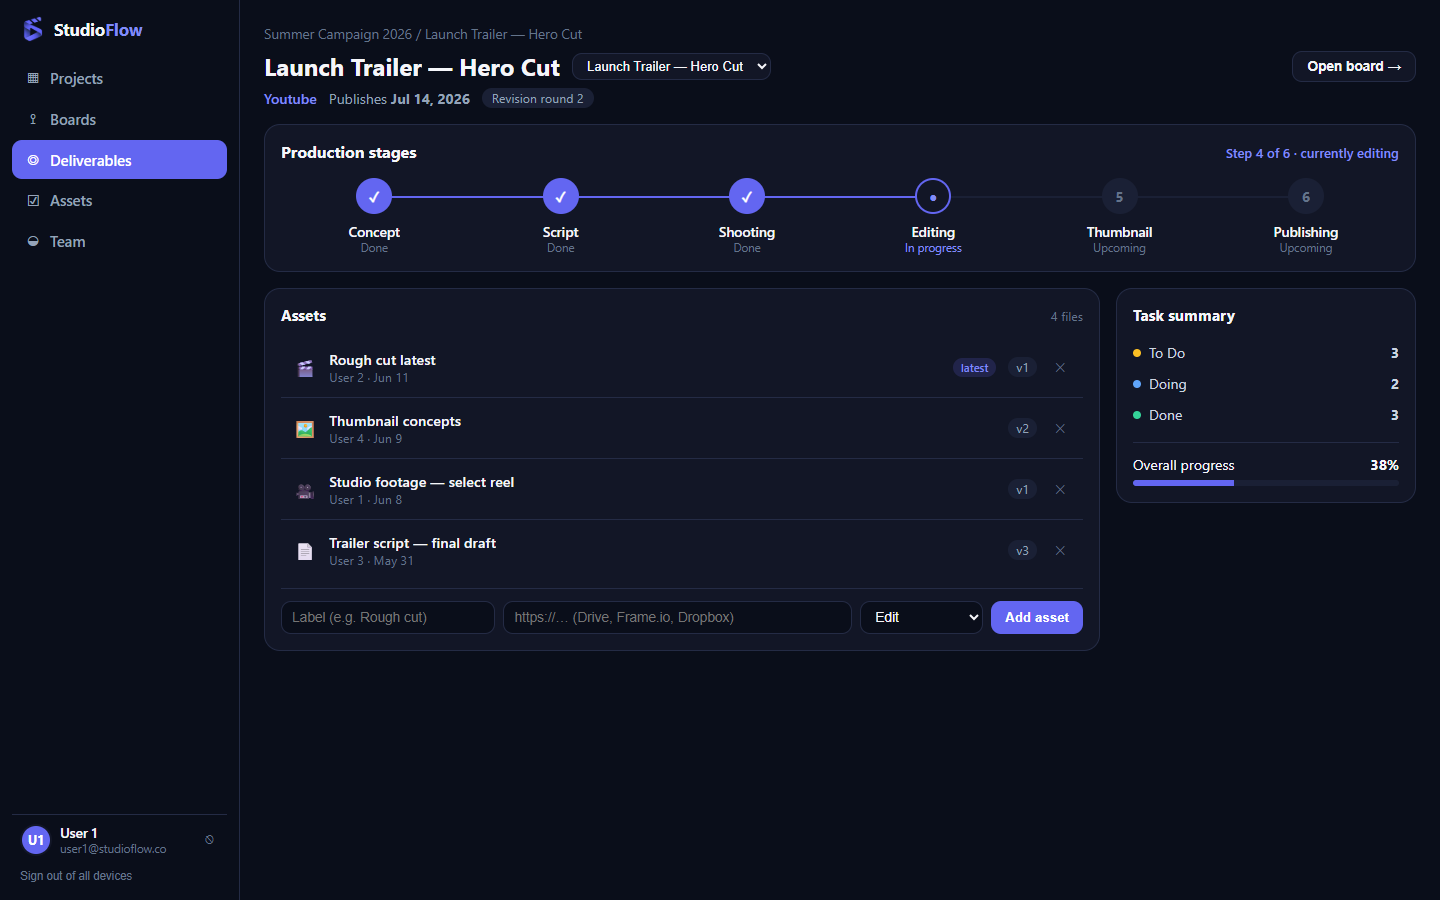 StudioFlow
Projects
Boards
Deliverables
Assets
Team
User 1
U1
user1@studioflow.co
Sign out of all devices
Summer Campaign 2026 / Launch Trailer — Hero Cut
Launch Trailer — Hero Cut
Launch Trailer — Hero Cut
Open board →
Youtube Publishes Jul 14, 2026 Revision round 2
Production stages
Step 4 of 6 · currently editing
5
6
Concept
Script
Shooting
Editing
Thumbnail
Publishing
Done
Done
Done
In progress
Upcoming
Upcoming
Assets
4 files
Rough cut latest
User 2 · Jun 11
latest
v1
Thumbnail concepts
User 4 · Jun 9
v2
Studio footage — select reel
User 1 · Jun 8
v1
Trailer script — final draft
User 3 · May 31
v3
Label (e.g. Rough cut)
https://... (Drive, Frame.io, Dropbox)
Edit
Add asset
Task summary
To Do 3
Doing 2
Done 3
Overall progress 38%